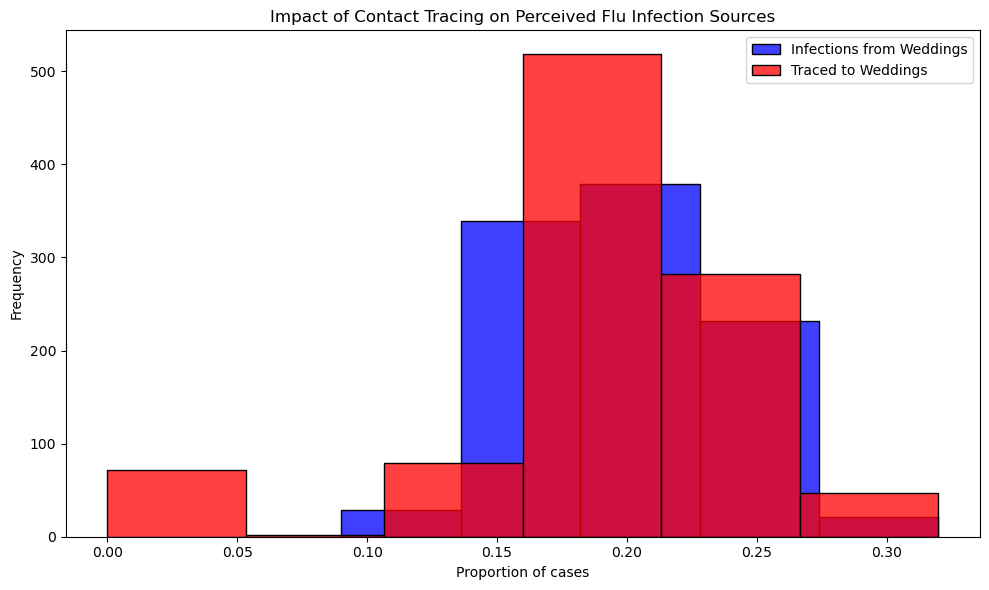 Impact of Contact Tracing on Perceived Flu Infection Sources
Infections from Weddings
Traced to Weddings
Frequency
500
400
300
200
100
0
0.00 0.05 0.10 0.15 0.20 0.25 0.30
Proportion of cases